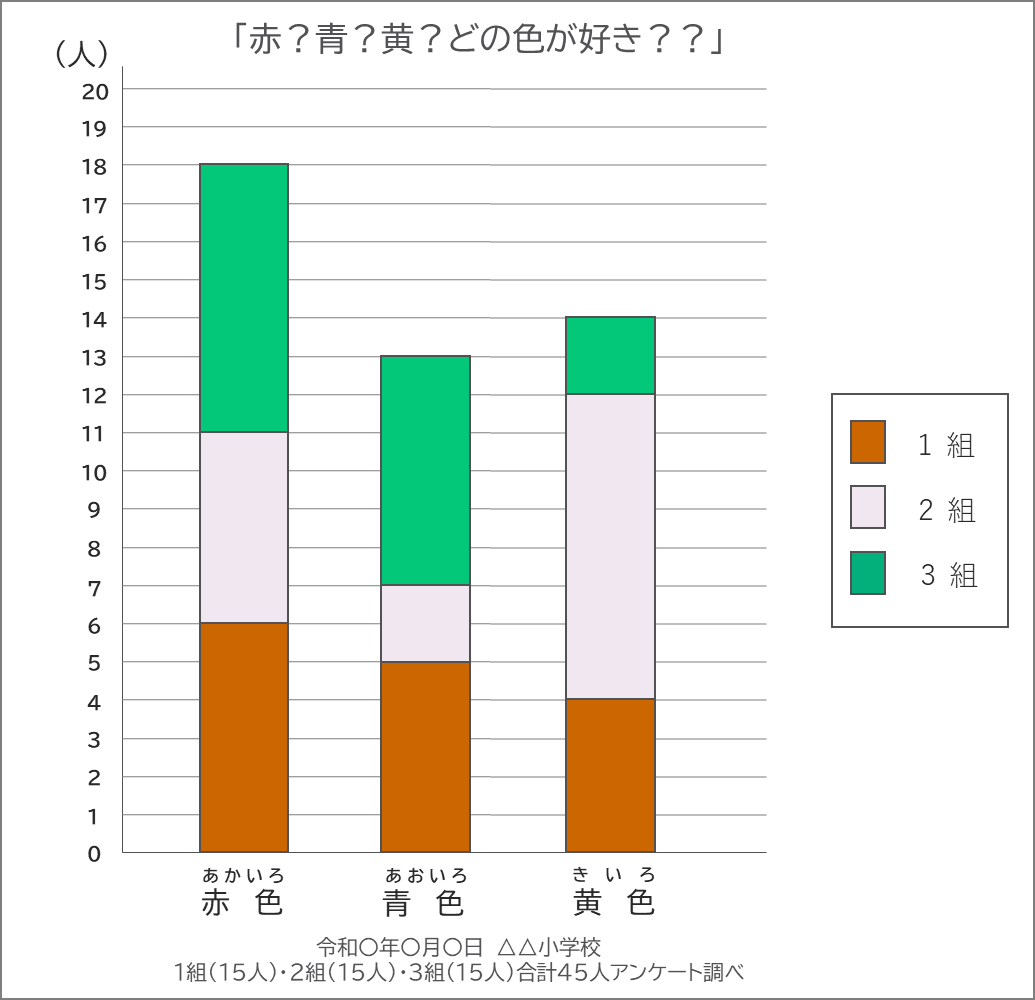 「赤？青？黄？どの色が好き？？」
（人）
20
19
18
17
16
15
14
13
12
11
10
9
8
7
6
5
4
3
2
1
0
1 組
2 組
3 組
あかいろ あおいろ きいろ
赤 色 青 色 黄 色
令和〇年〇月〇日 △△小学校
1組（15人）・2組（15人）・3組（15人）合計45人アンケート調べ